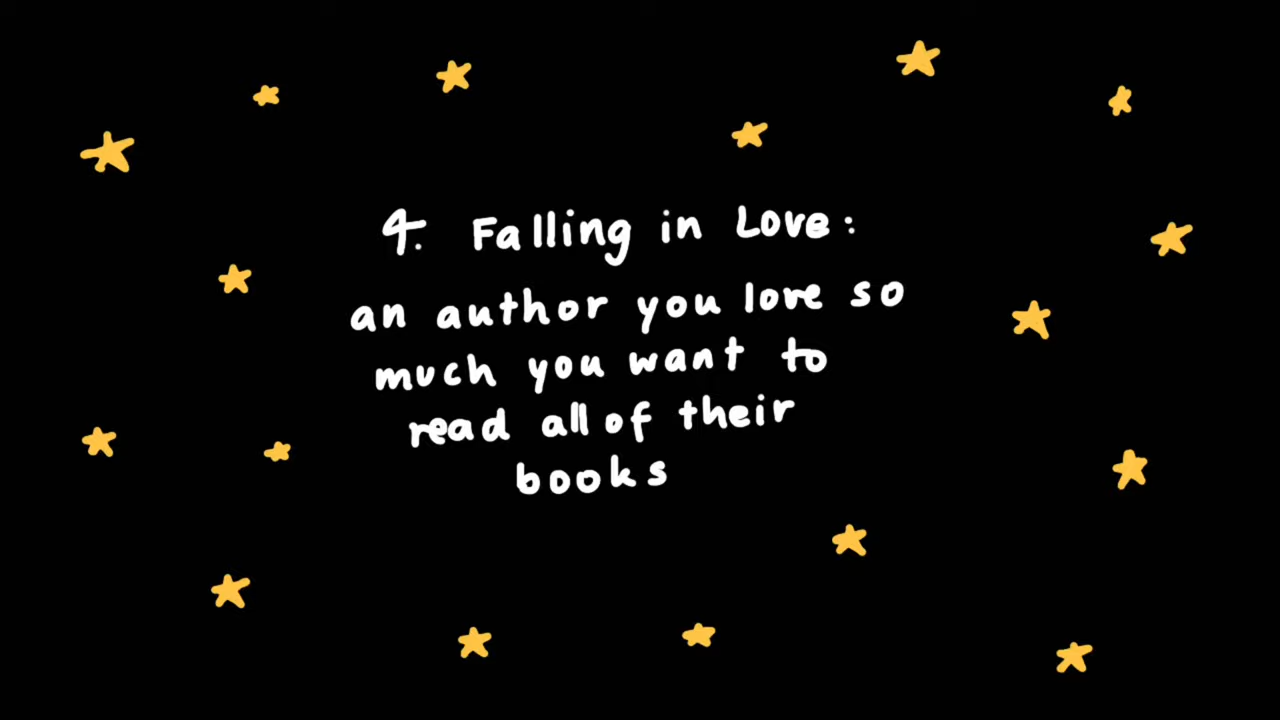 4. Falling in Love:
an author you love so
much you want to
read all of their
books